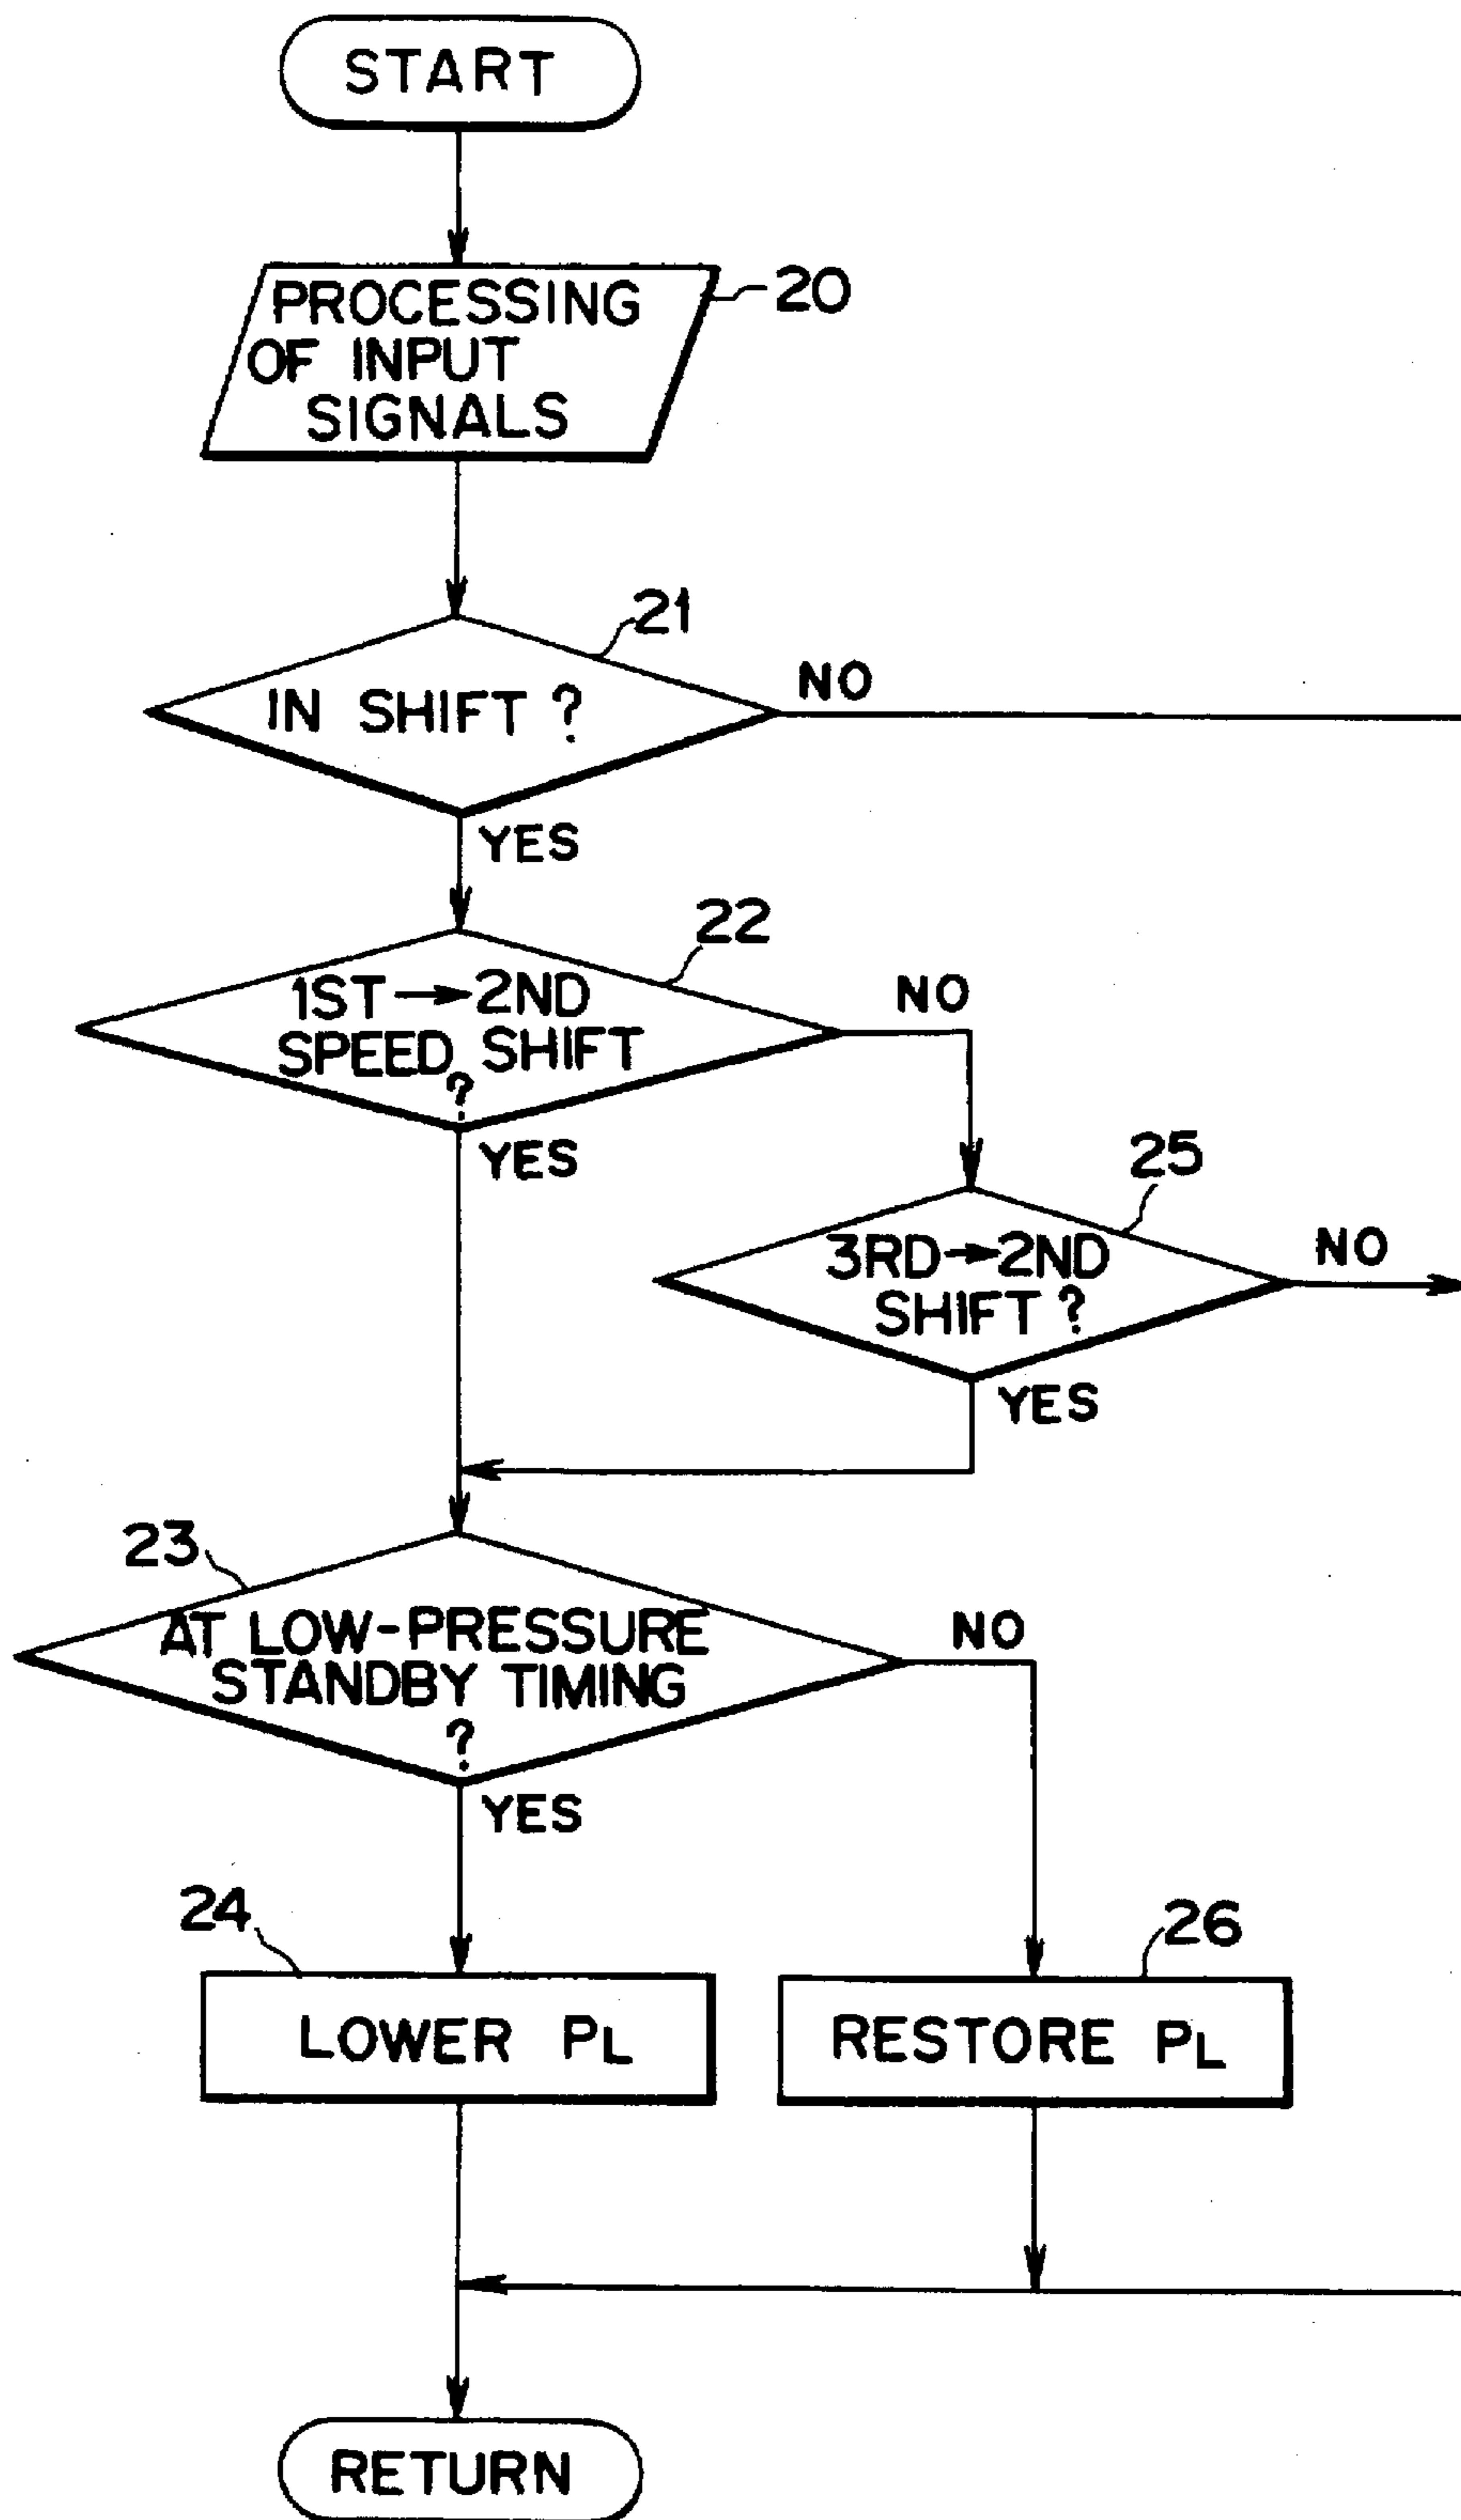 START
PROCESSING
OF INPUT
SIGNALS
20
21
IN SHIFT ?
NO
YES
22
1ST→2ND
SPEED SHIFT
?
NO
YES
25
3RD→2ND
SHIFT ?
NO
YES
23
AT LOW-PRESSURE
STANDBY TIMING
?
NO
YES
24
LOWER PL
26
RESTORE PL
RETURN